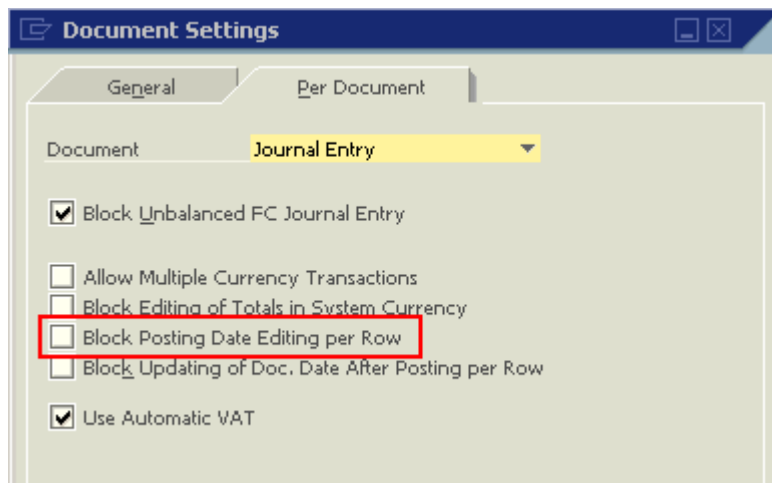 Document Settings
General Per Document
Document Journal Entry
Block Unbalanced FC Journal Entry
Allow Multiple Currency Transactions
Block Editing of Totals in System Currency
Block Posting Date Editing per Row
Block Updating of Doc. Date After Posting per Row
Use Automatic VAT